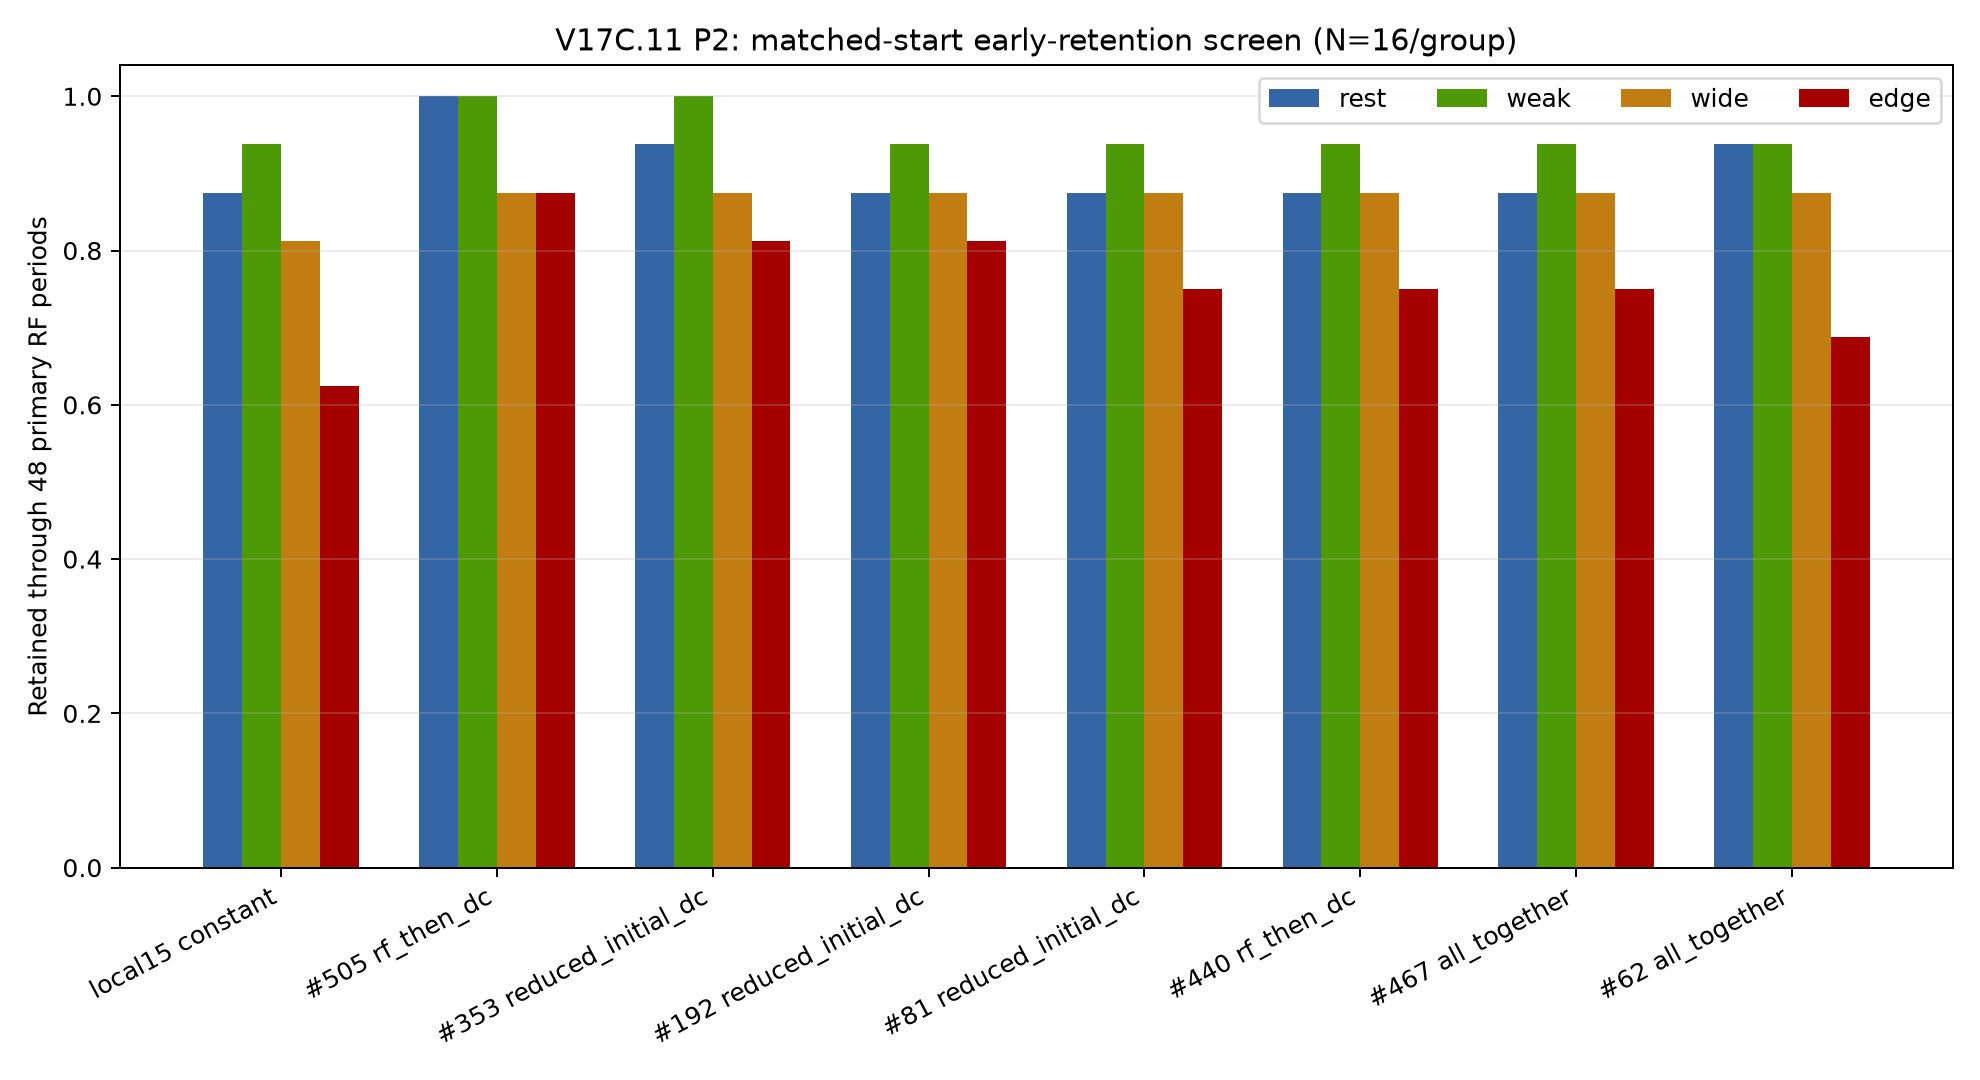 V17C.11 P2: matched-start early-retention screen (N=16/group)
rest
weak
wide
edge
Retained through 48 primary RF periods
1.0
0.8
0.6
0.4
0.2
0.0
local15 constant
#505 rf_then_dc
#353 reduced_initial_dc
#192 reduced_initial_dc
#81 reduced_initial_dc
#440 rf_then_dc
#467 all_together
#62 all_together